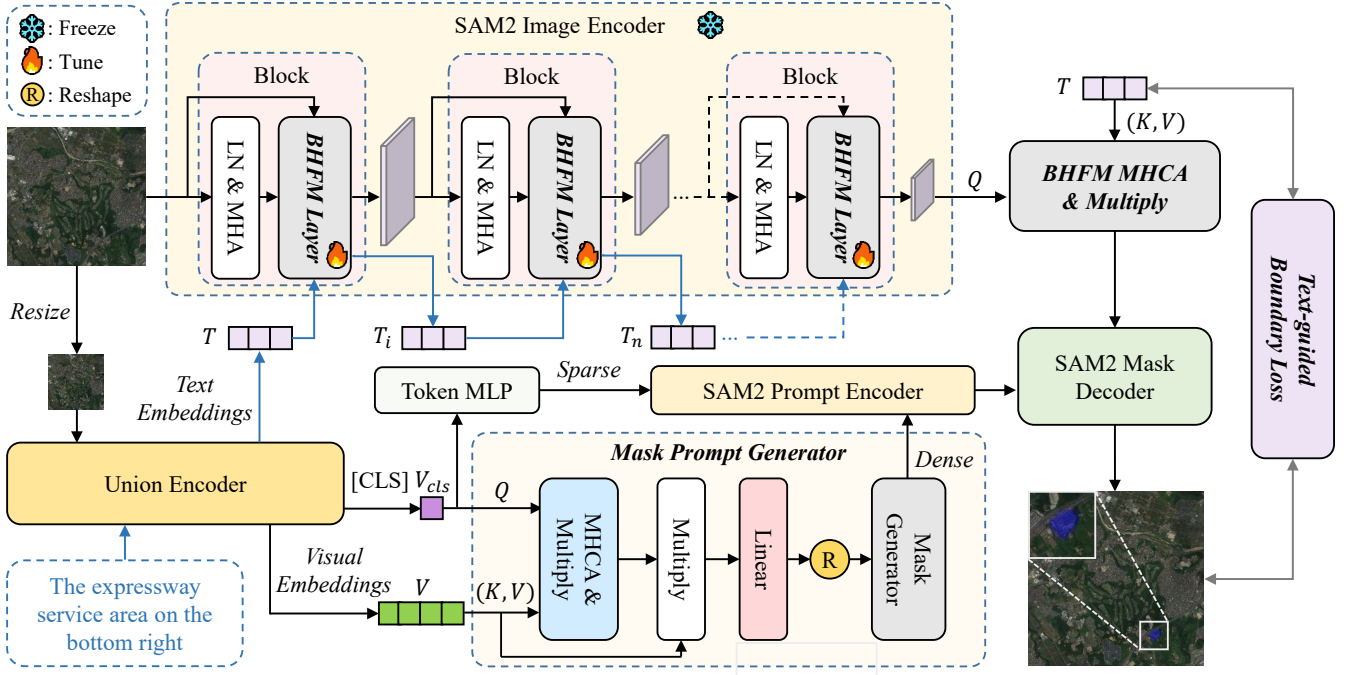 : Freeze
: Tune
R : Reshape
SAM2 Image Encoder
Block
LN & MHA
BHFM Layer
Block
LN & MHA
BHFM Layer
...
Block
LN & MHA
BHFM Layer
Q
T
(K, V)
BHFM MHCA
& Multiply
Text-guided
Boundary Loss
Resize
T
T_i
T_n
...
Text
Embeddings
Token MLP
Sparse
SAM2 Prompt Encoder
SAM2 Mask
Decoder
Union Encoder
[CLS] V_cls
Q
Mask Prompt Generator
Dense
MHCA &
Multiply
Multiply
Linear
R
Mask
Generator
Visual
Embeddings
V
(K, V)
The expressway
service area on the
bottom right